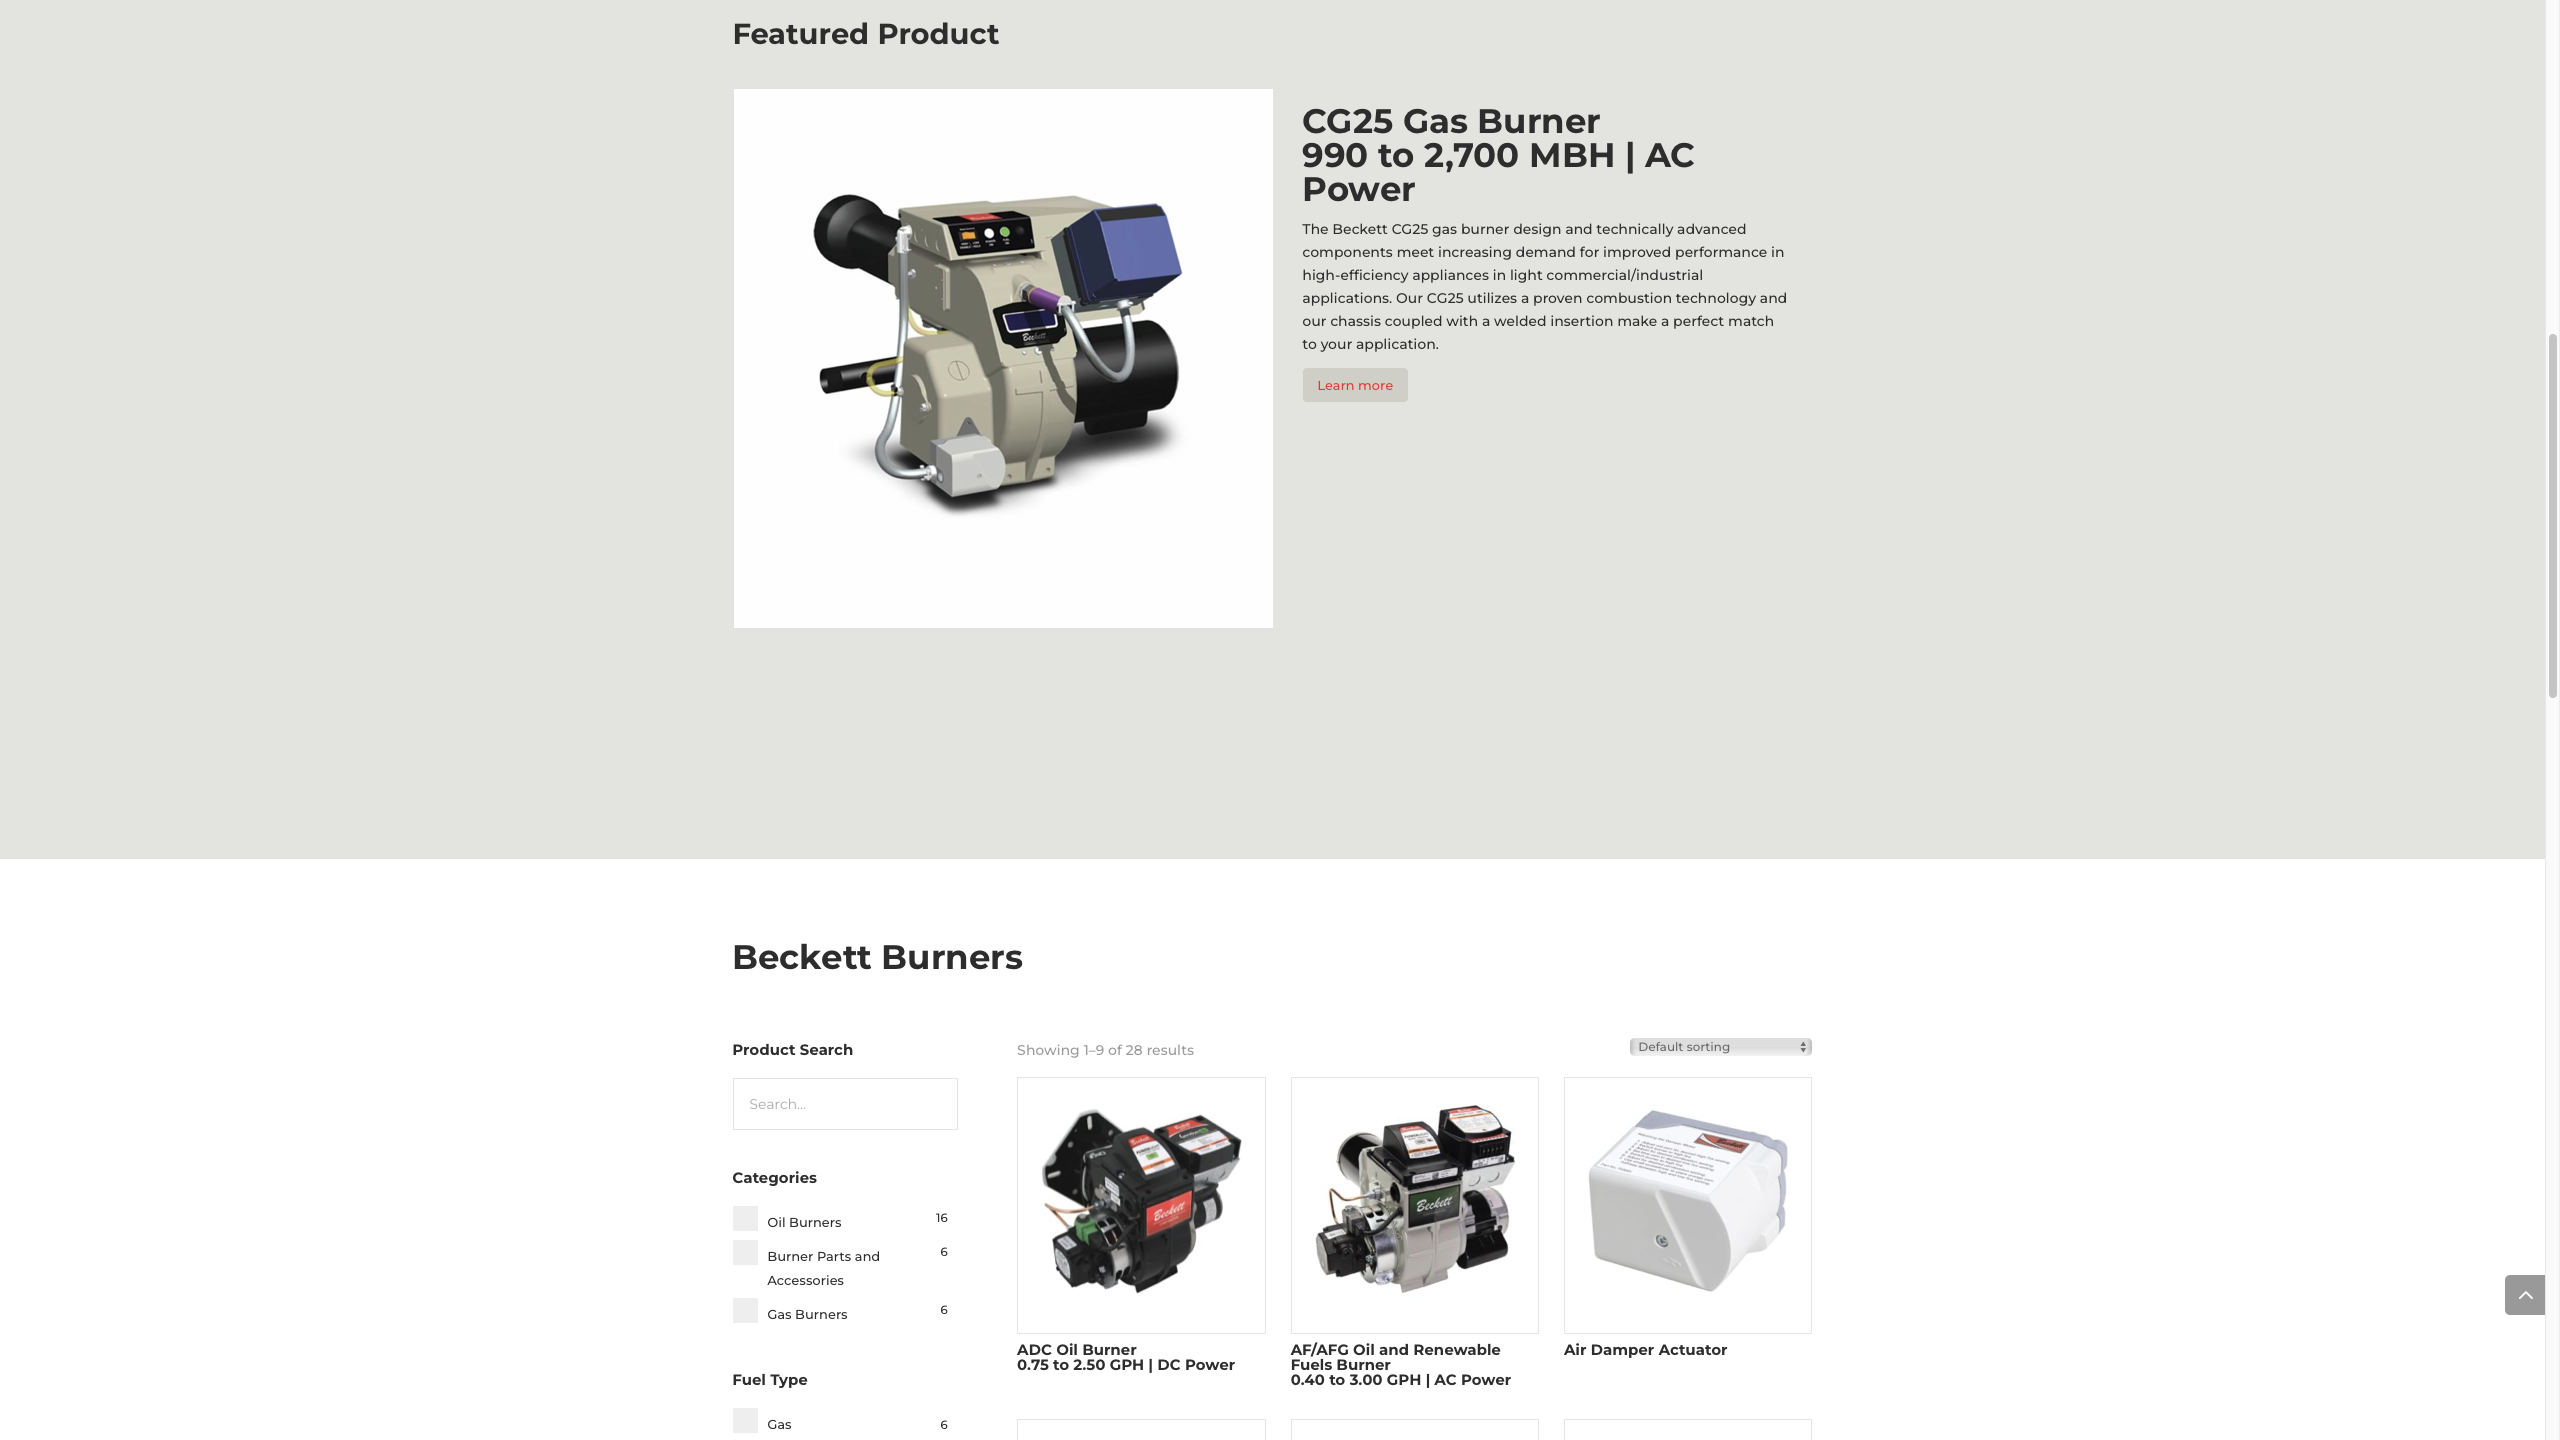 Featured Product
CG25 Gas Burner
990 to 2,700 MBH | AC
Power
The Beckett CG25 gas burner design and technically advanced
components meet increasing demand for improved performance in
high-efficiency appliances in light commercial/industrial
applications. Our CG25 utilizes a proven combustion technology and
our chassis coupled with a welded insertion make a perfect match
to your application.
Learn more
Beckett
Beckett Burners
Product Search
Search...
Categories
Oil Burners 16
Burner Parts and 6
Accessories
Gas Burners 6
Fuel Type
Gas 6
Showing 1–9 of 28 results
Default sorting
Beckett
Beckett
Beckett
ADC Oil Burner
0.75 to 2.50 GPH | DC Power
AF/AFG Oil and Renewable
Fuels Burner
0.40 to 3.00 GPH | AC Power
Air Damper Actuator